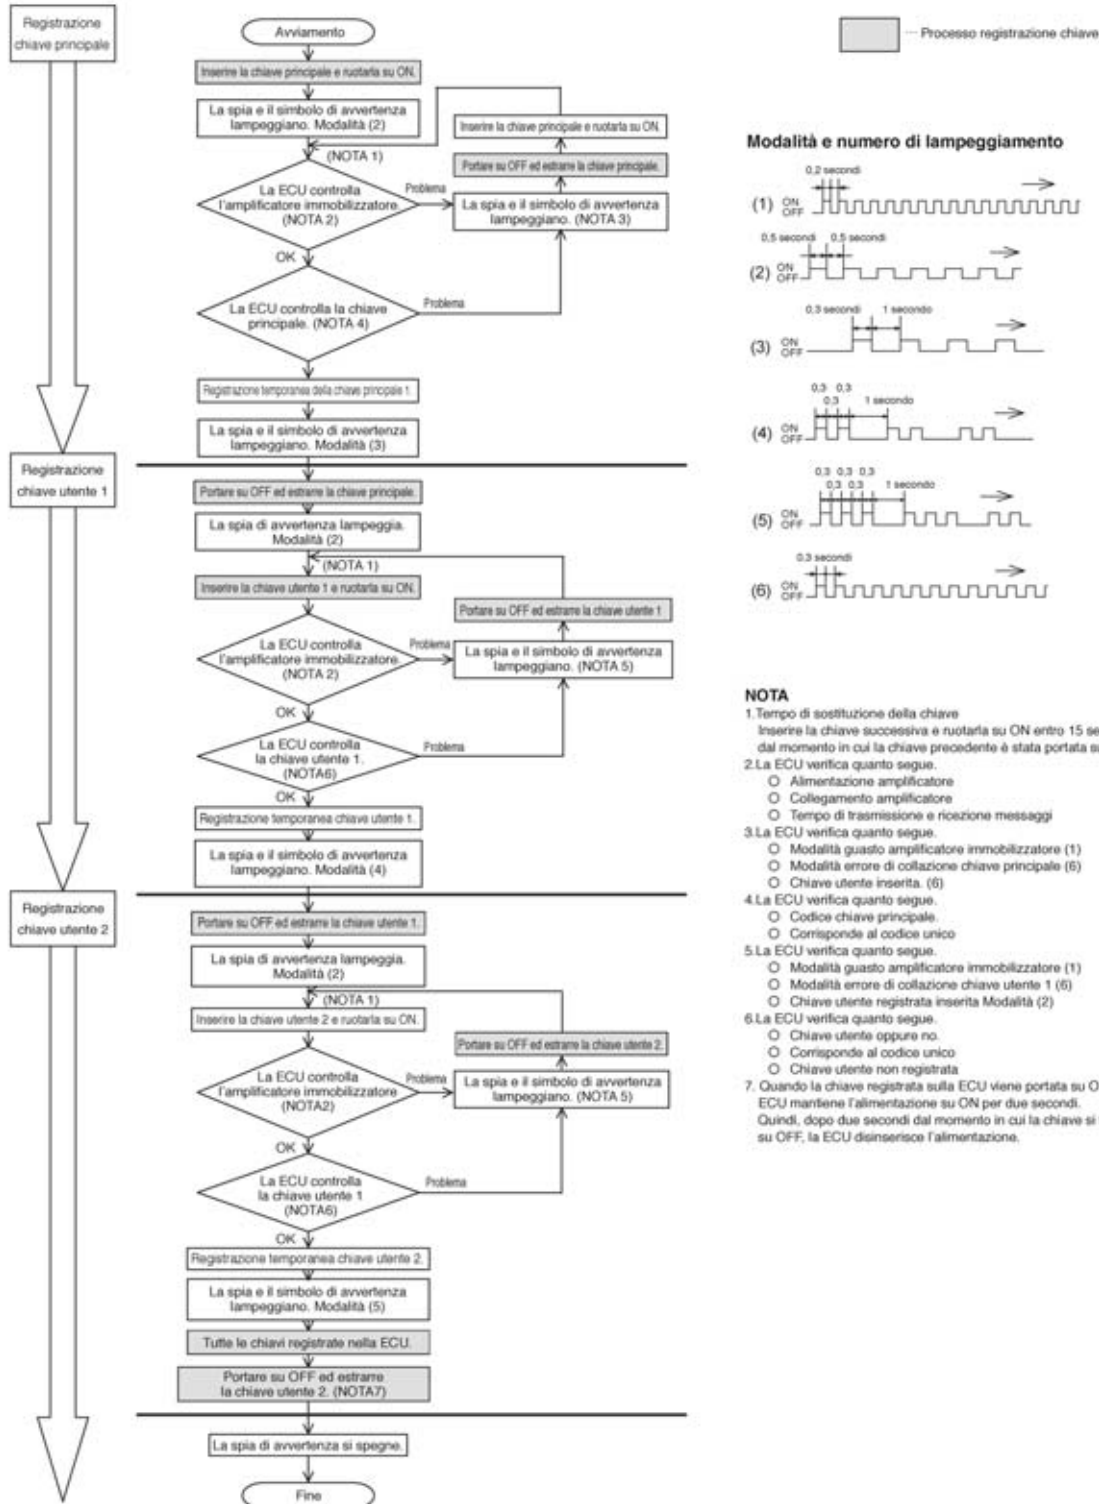 Registrazione
chiave principale
Avviamento
··· Processo registrazione chiave
Inserire la chiave principale e ruotarla su ON.
La spia e il simbolo di avvertenza
lampeggiano. Modalità (2)
Inserire la chiave principale e ruotarla su ON.
(NOTA 1)
Portare su OFF ed estrarre la chiave principale.
La ECU controlla
l'amplificatore immobilizzatore.
(NOTA 2)
Problema
La spia e il simbolo di avvertenza
lampeggiano. (NOTA 3)
OK
La ECU controlla la chiave
principale. (NOTA 4)
Problema
Registrazione temporanea della chiave principale 1.
La spia e il simbolo di avvertenza
lampeggiano. Modalità (3)
Registrazione
chiave utente 1
Portare su OFF ed estrarre la chiave principale.
La spia di avvertenza lampeggia.
Modalità (2)
(NOTA 1)
Inserire la chiave utente 1 e ruotarla su ON.
Portare su OFF ed estrarre la chiave utente 1
La ECU controlla
l'amplificatore immobilizzatore.
(NOTA 2)
Problema
La spia e il simbolo di avvertenza
lampeggiano. (NOTA 5)
OK
La ECU controlla
la chiave utente 1.
(NOTA6)
Problema
OK
Registrazione temporanea chiave utente 1.
La spia e il simbolo di avvertenza
lampeggiano. Modalità (4)
Registrazione
chiave utente 2
Portare su OFF ed estrarre la chiave utente 1.
La spia di avvertenza lampeggia.
Modalità (2)
(NOTA 1)
Inserire la chiave utente 2 e ruotarla su ON.
Portare su OFF ed estrarre la chiave utente 2.
La ECU controlla
l'amplificatore immobilizzatore
(NOTA2)
Problema
La spia e il simbolo di avvertenza
lampeggiano. (NOTA 5)
OK
La ECU controlla
la chiave utente 1
(NOTA6)
Problema
OK
Registrazione temporanea chiave utente 2.
La spia e il simbolo di avvertenza
lampeggiano. Modalità (5)
Tutte le chiavi registrate nella ECU.
Portare su OFF ed estrarre
la chiave utente 2. (NOTA7)
La spia di avvertenza si spegne.
Fine
Modalità e numero di lampeggiamento
0,2 secondi
(1) ON
OFF
0,5 secondi 0,5 secondi
(2) ON
OFF
0,3 secondi 1 secondo
(3) ON
OFF
0,3 0,3
0,3 1 secondo
(4) ON
OFF
0,3 0,3 0,3
0,3 0,3 1 secondo
(5) ON
OFF
0,3 secondi
(6) ON
OFF
NOTA
1.Tempo di sostituzione della chiave
Inserire la chiave successiva e ruotarla su ON entro 15 se
dal momento in cui la chiave precedente è stata portata su
2.La ECU verifica quanto segue.
O Alimentazione amplificatore
O Collegamento amplificatore
O Tempo di trasmissione e ricezione messaggi
3.La ECU verifica quanto segue.
O Modalità guasto amplificatore immobilizzatore (1)
O Modalità errore di collazione chiave principale (6)
O Chiave utente inserita. (6)
4.La ECU verifica quanto segue.
O Codice chiave principale.
O Corrisponde al codice unico
5.La ECU verifica quanto segue.
O Modalità guasto amplificatore immobilizzatore (1)
O Modalità errore di collazione chiave utente 1 (6)
O Chiave utente registrata inserita Modalità (2)
6.La ECU verifica quanto segue.
O Chiave utente oppure no.
O Corrisponde al codice unico
O Chiave utente non registrata
7. Quando la chiave registrata sulla ECU viene portata su O
ECU mantiene l'alimentazione su ON per due secondi.
Quindi, dopo due secondi dal momento in cui la chiave si
su OFF, la ECU disinserisce l'alimentazione.